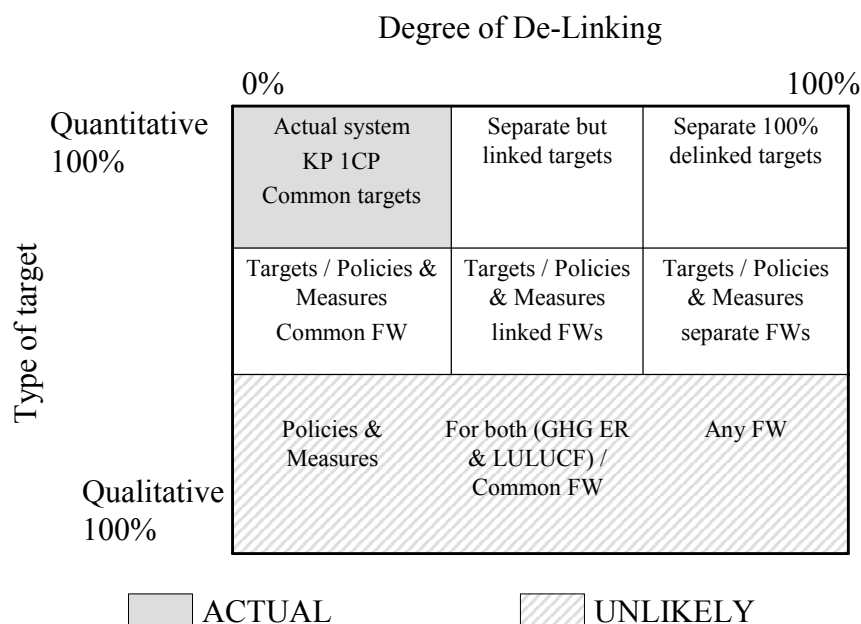 Degree of De-Linking
0%
100%
Quantitative
100%
Type of target
Qualitative
100%
Actual system
KP 1CP
Common targets
Separate but
linked targets
Separate 100%
delinked targets
Targets / Policies &
Measures
Common FW
Targets / Policies
& Measures
linked FWs
Targets / Policies
& Measures
separate FWs
Policies &
Measures
For both (GHG ER
& LULUCF) /
Common FW
Any FW
ACTUAL
UNLIKELY